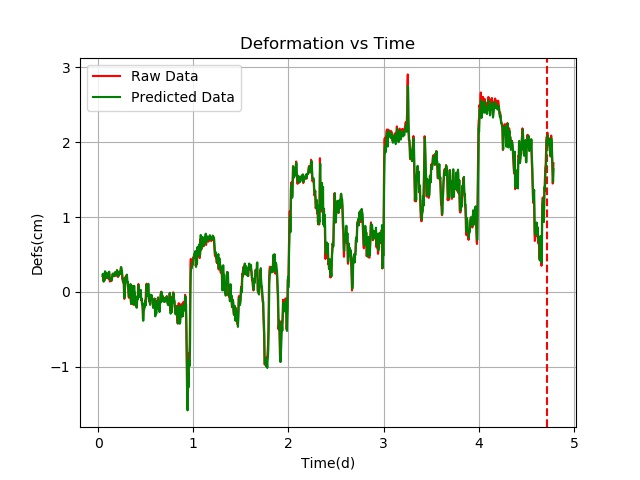 Deformation vs Time
Raw Data
Predicted Data
3
2
1
0
−1
Defs(cm)
0 1 2 3 4 5
Time(d)